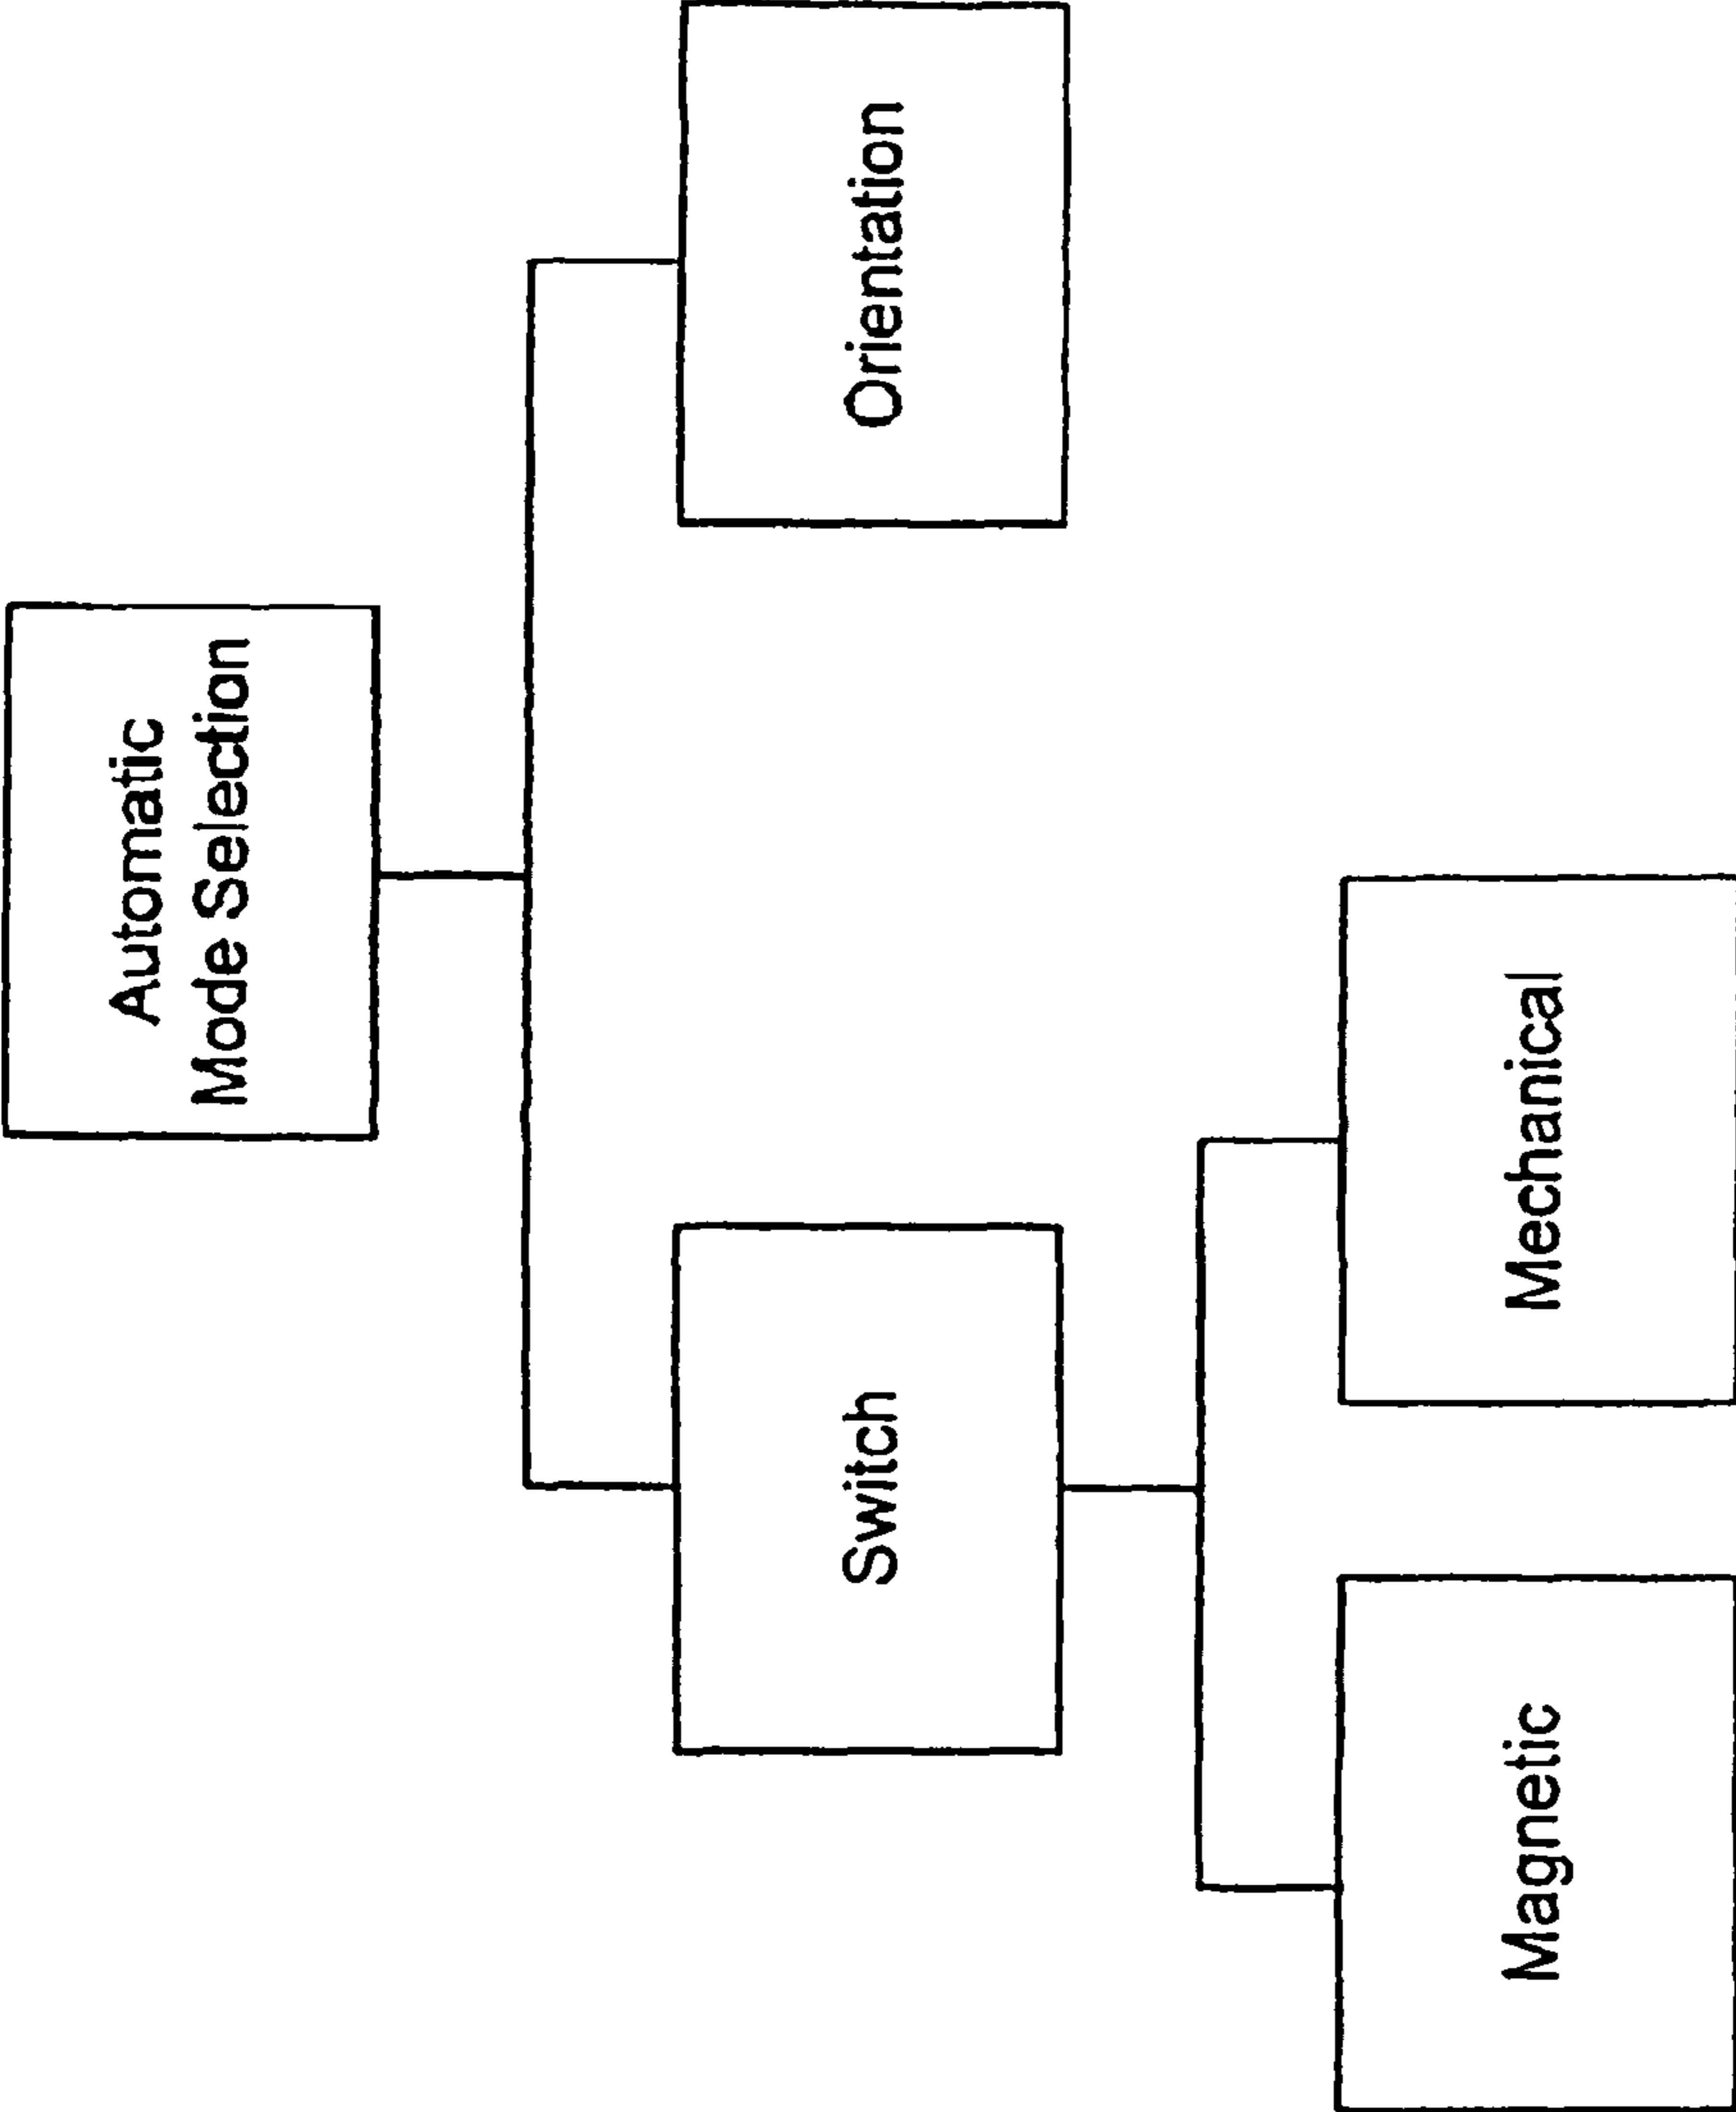 Automatic
Mode Selection
Switch
Orientation
Magnetic
Mechanical